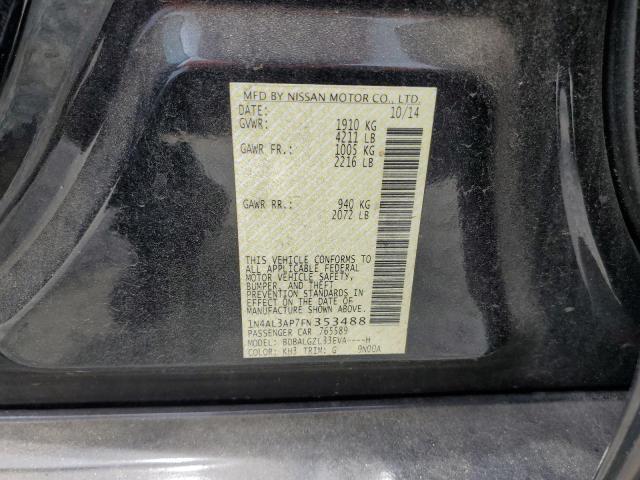 MFD BY NISSAN MOTOR CO., LTD.
DATE: 10/14
GVWR: 1910 KG
4211 LB
GAWR FR.: 1005 KG
2216 LB
GAWR RR.: 940 KG
2072 LB
THIS VEHICLE CONFORMS TO
ALL APPLICABLE FEDERAL
MOTOR VEHICLE SAFETY,
BUMPER, AND THEFT
PREVENTION STANDARDS IN
EFFECT ON THE DATE OF
MANUFACTURE SHOWN ABOVE.
1N4AL3AP7FN353488
PASSENGER CAR 765589
MODEL: BDBALGZL33EVA----H
COLOR: KH3 TRIM: G 9N00A